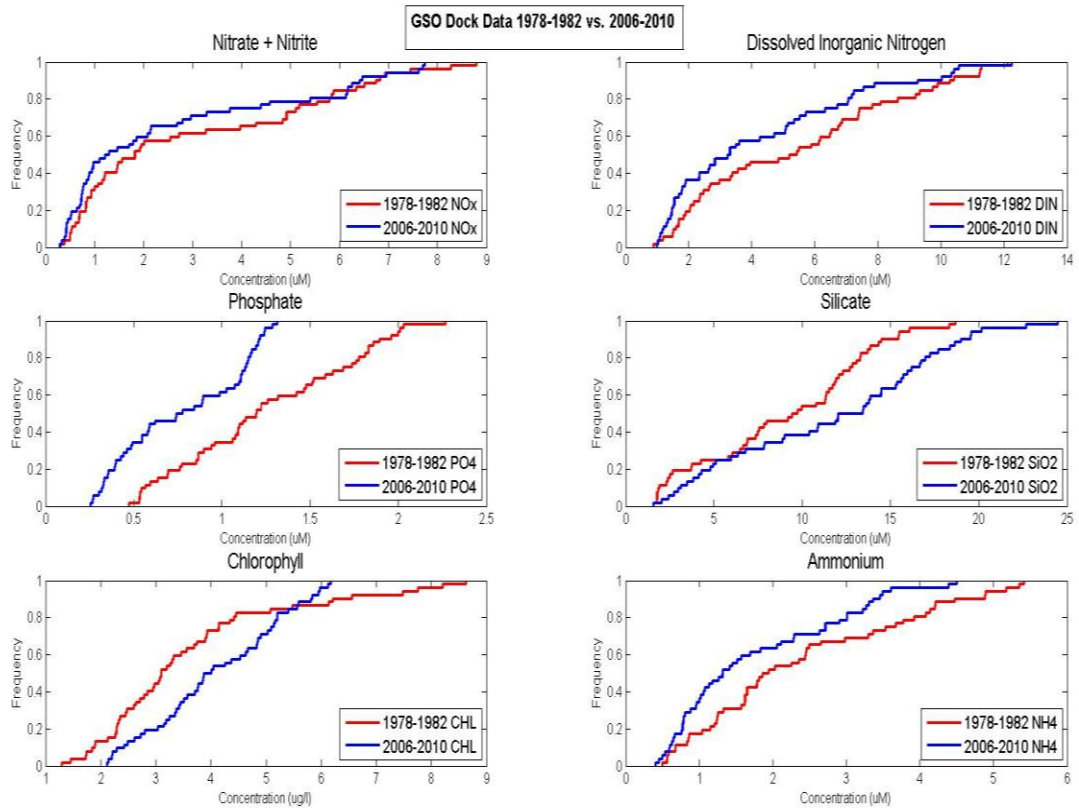 GSO Dock Data 1978-1982 vs. 2006-2010
Nitrate + Nitrite
Frequency
1
0.8
0.6
0.4
0.2
0
0 1 2 3 4 5 6 7 8 9
Concentration (uM)
1978-1982 NOx
2006-2010 NOx
Dissolved Inorganic Nitrogen
Frequency
1
0.8
0.6
0.4
0.2
0
0 2 4 6 8 10 12 14
Concentration (uM)
1978-1982 DIN
2006-2010 DIN
Phosphate
Frequency
1
0.8
0.6
0.4
0.2
0
0 0.5 1 1.5 2 2.5
Concentration (uM)
1978-1982 PO4
2006-2010 PO4
Silicate
Frequency
1
0.8
0.6
0.4
0.2
0
0 5 10 15 20 25
Concentration (uM)
1978-1982 SiO2
2006-2010 SiO2
Chlorophyll
Frequency
1
0.8
0.6
0.4
0.2
0
1 2 3 4 5 6 7 8 9
Concentration (ug/l)
1978-1982 CHL
2006-2010 CHL
Ammonium
Frequency
1
0.8
0.6
0.4
0.2
0
0 1 2 3 4 5 6
Concentration (uM)
1978-1982 NH4
2006-2010 NH4